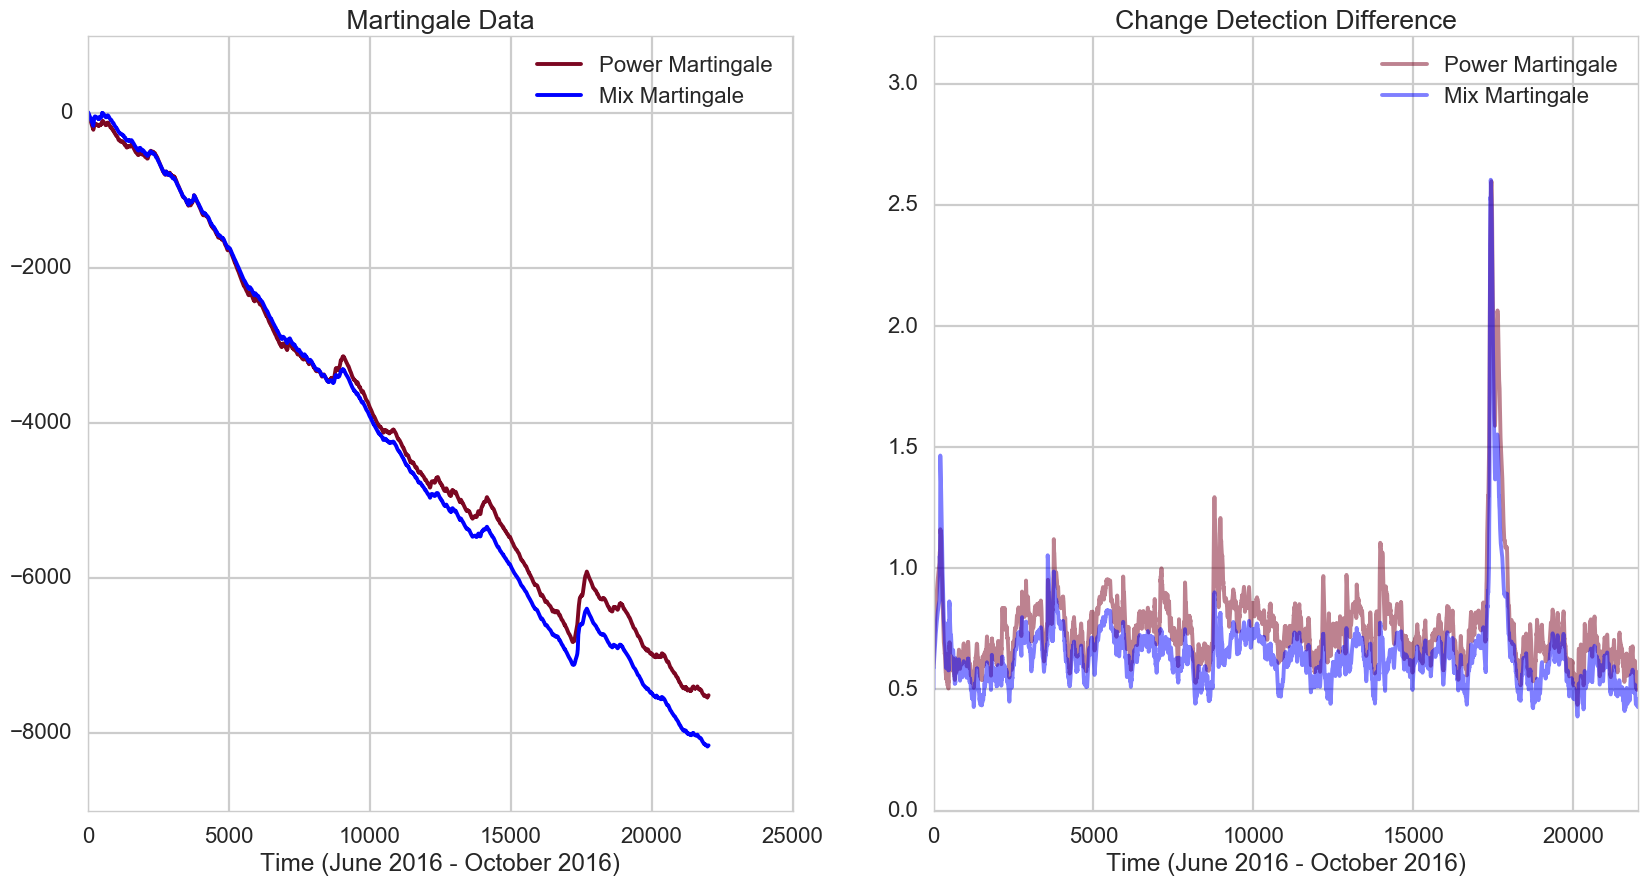 Martingale Data
Power Martingale
Mix Martingale
0
−2000
−4000
−6000
−8000
0
5000
10000
15000
20000
25000
Time (June 2016 - October 2016)
Change Detection Difference
Power Martingale
Mix Martingale
3.0
2.5
2.0
1.5
1.0
0.5
0.0
0
5000
10000
15000
20000
Time (June 2016 - October 2016)